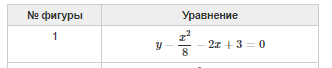 № фигуры Уравнение
1 y − x²/8 − 2x + 3 = 0